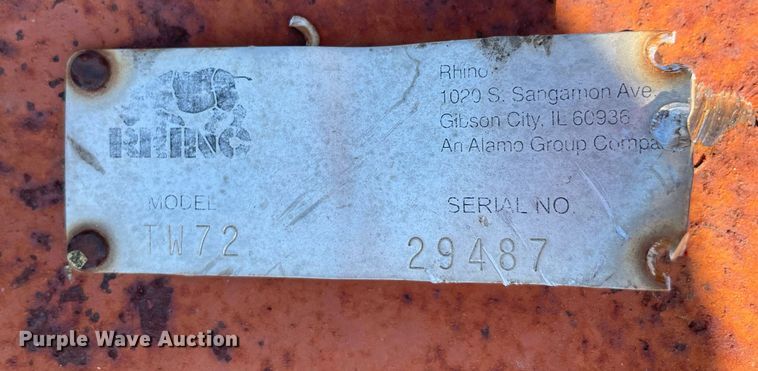 RHINO
Rhino
1020 S. Sangamon Ave.
Gibson City, IL 60936
An Alamo Group Compa
MODEL
TW72
SERIAL NO.
29487
Purple Wave Auction